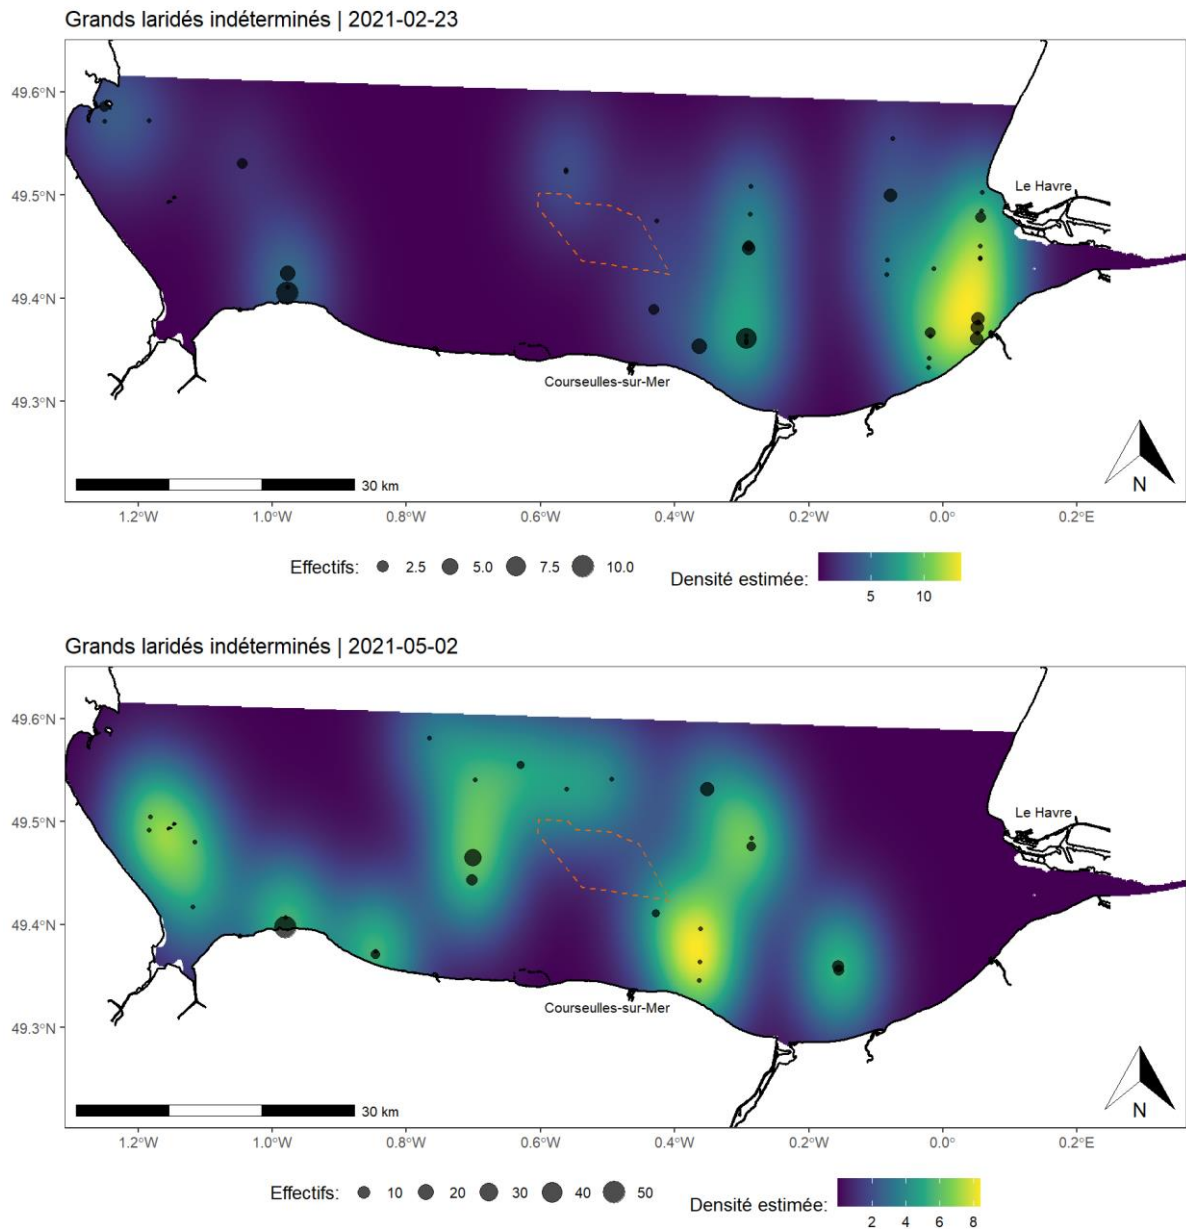 Grands laridés indéterminés | 2021-02-23
49.6°N
49.5°N
49.4°N
49.3°N
Le Havre
Courseulles-sur-Mer
30 km
N
1.2°W 1.0°W 0.8°W 0.6°W 0.4°W 0.2°W 0.0° 0.2°E
Effectifs: 2.5 5.0 7.5 10.0
Densité estimée: 5 10
Grands laridés indéterminés | 2021-05-02
49.6°N
49.5°N
49.4°N
49.3°N
Le Havre
Courseulles-sur-Mer
30 km
N
1.2°W 1.0°W 0.8°W 0.6°W 0.4°W 0.2°W 0.0° 0.2°E
Effectifs: 10 20 30 40 50
Densité estimée: 2 4 6 8